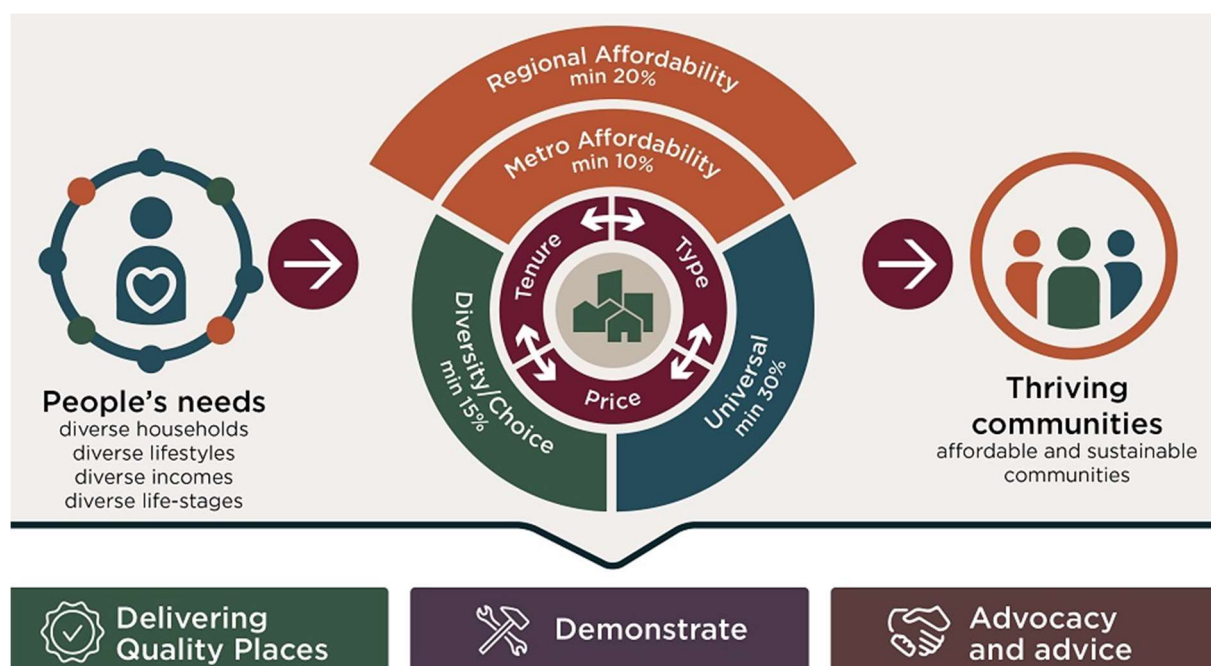 Regional Affordability
min 20%
Metro Affordability
min 10%
Tenure
Type
Price
Diversity/Choice
min 15%
Universal
min 30%
People's needs
diverse households
diverse lifestyles
diverse incomes
diverse life-stages
Thriving
communities
affordable and sustainable
communities
Delivering
Quality Places
Demonstrate
Advocacy
and advice